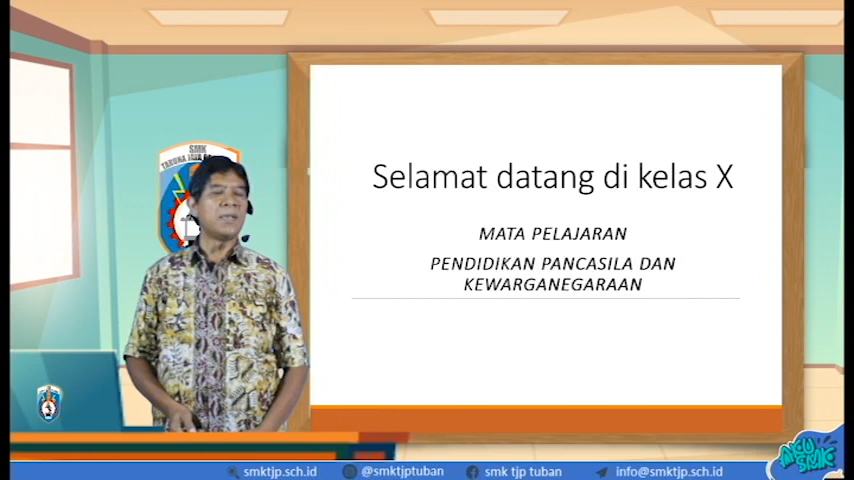 SMK
Selamat datang di kelas X
MATA PELAJARAN
PENDIDIKAN PANCASILA DAN
KEWARGANEGARAAN
smktjp.sch.id
@smktjptuban
smk tjp tuban
info@smktjp.sch.id